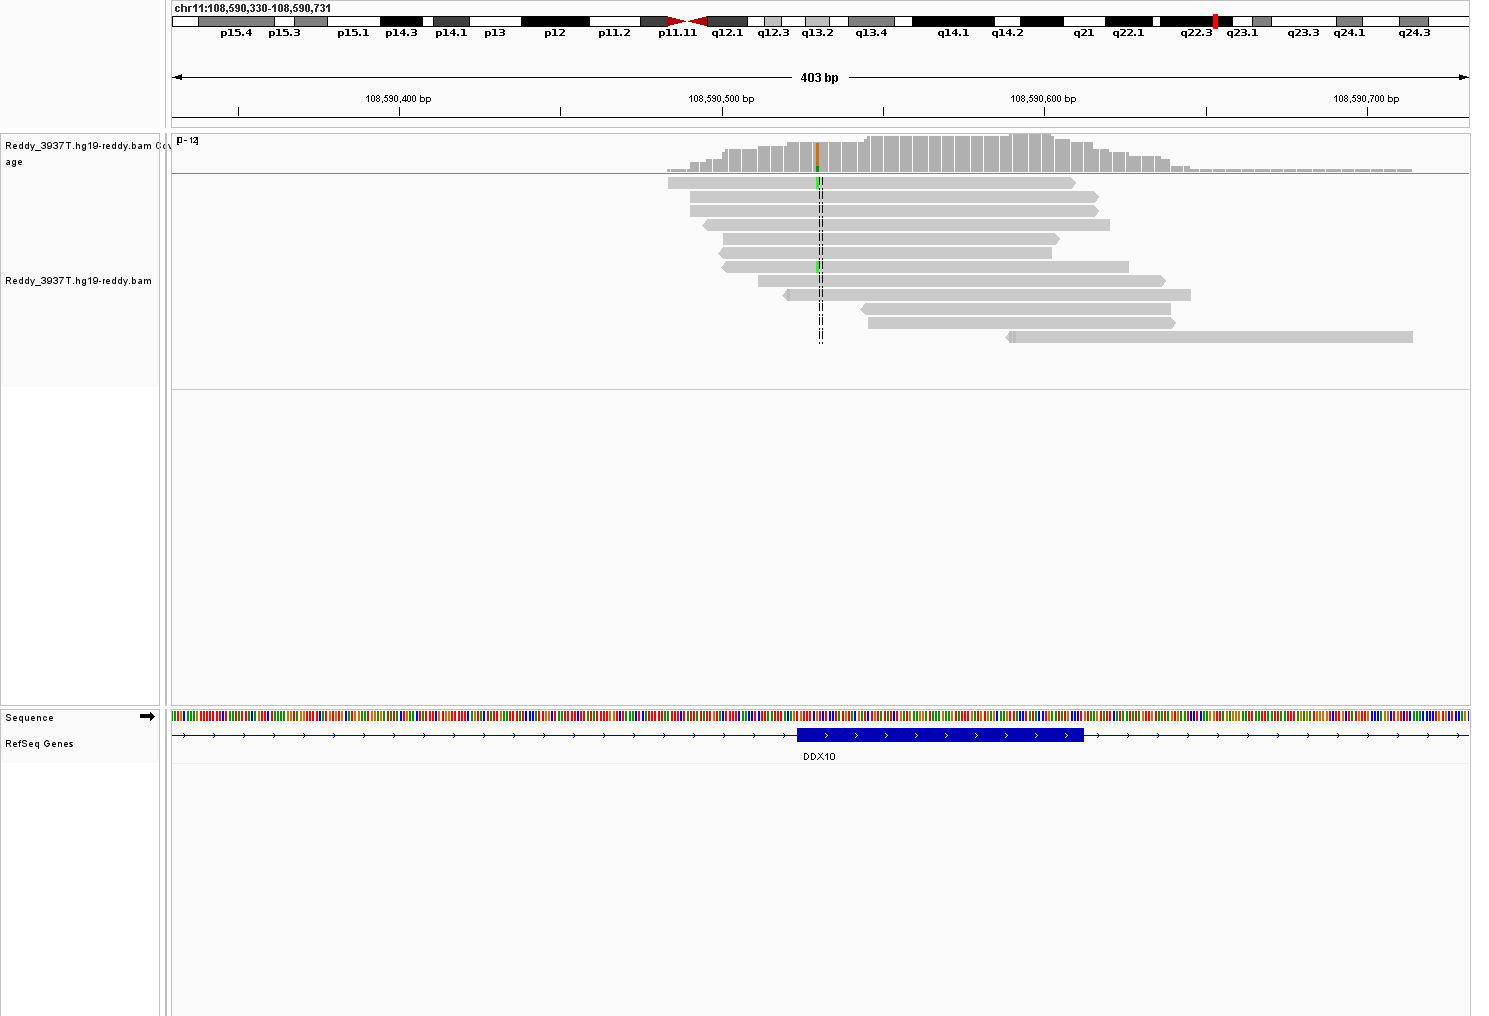 chr11:108,590,330-108,590,731
p15.4 p15.3 p15.1 p14.3 p14.1 p13 p12 p11.2 p11.11 q12.1 q12.3 q13.2 q13.4 q14.1 q14.2 q21 q22.1 q22.3 q23.1 q23.3 q24.1 q24.3
403 bp
108,590,400 bp 108,590,500 bp 108,590,600 bp 108,590,700 bp
[0 - 12]
Reddy_3937T.hg19-reddy.bam Cov
age
Reddy_3937T.hg19-reddy.bam
Sequence
RefSeq Genes
DDX10